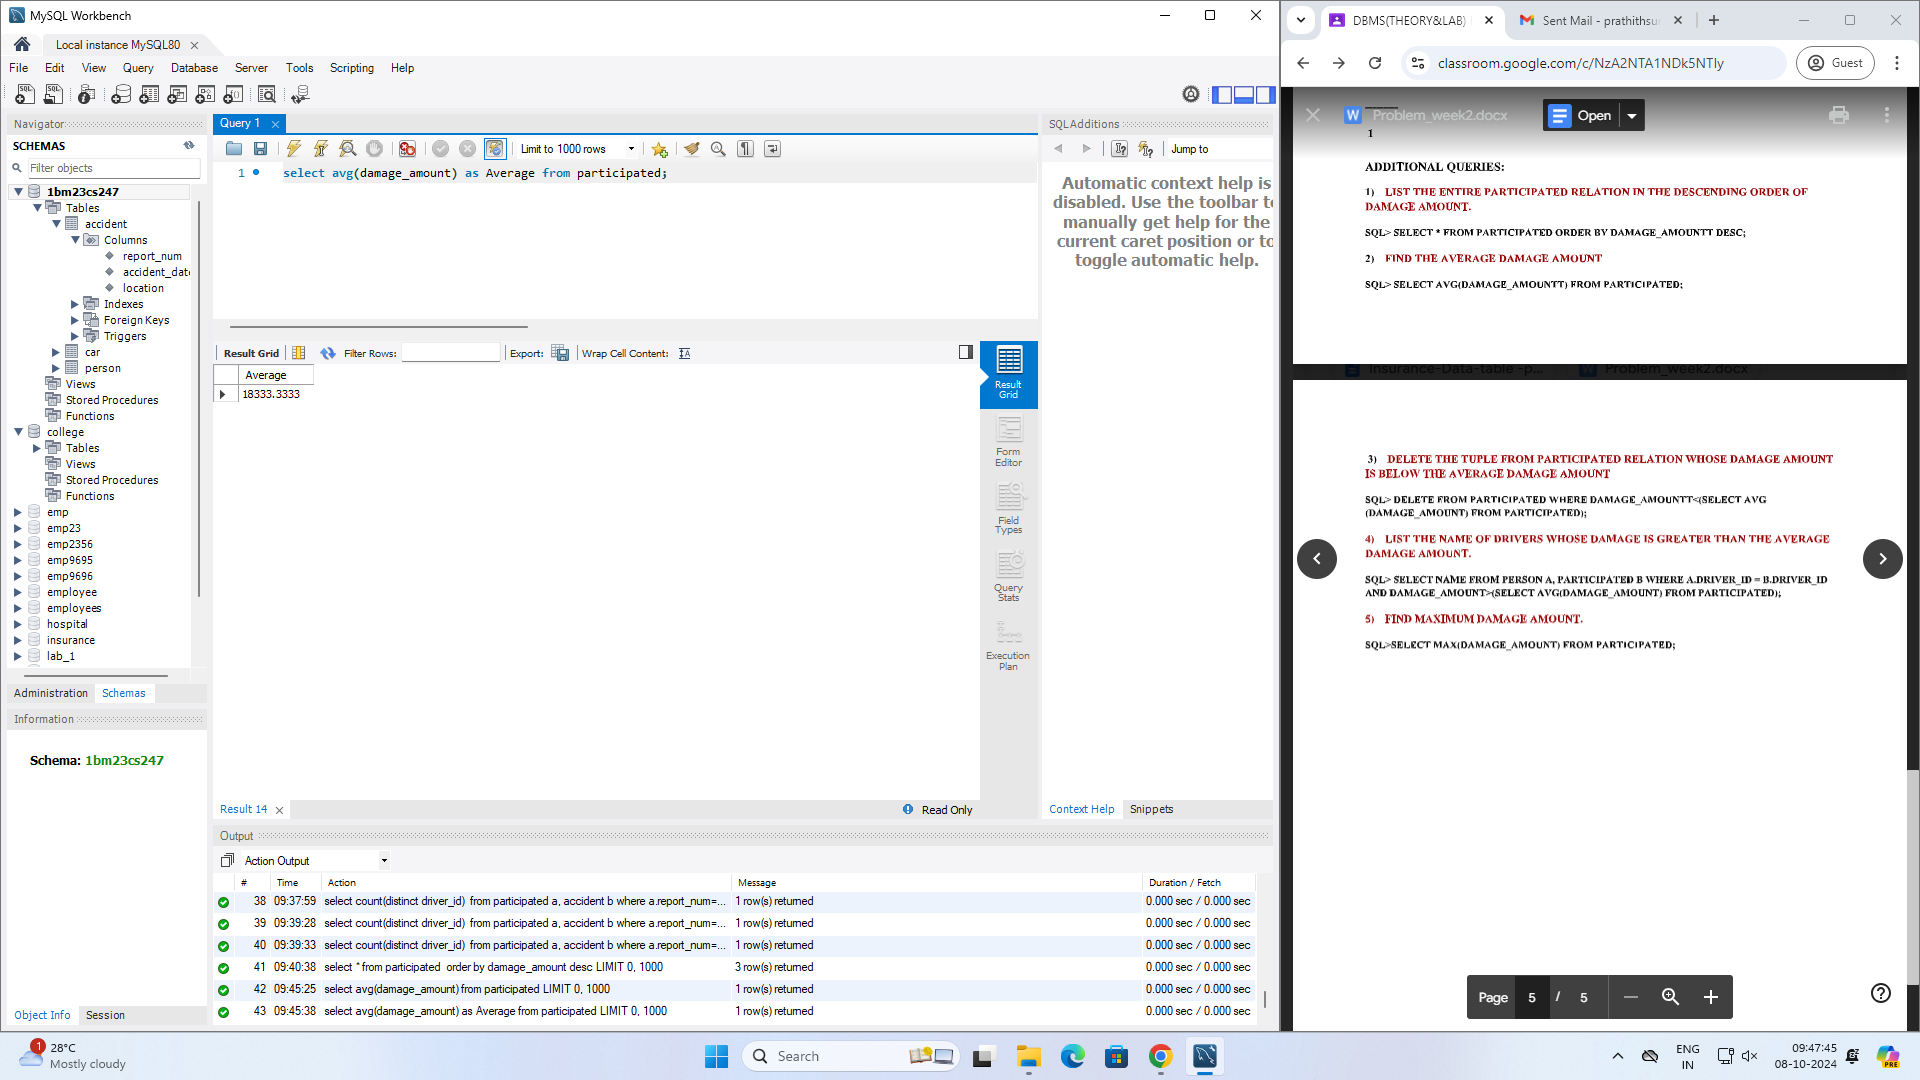 MySQL Workbench
Local instance MySQL80
File Edit View Query Database Server Tools Scripting Help
Navigator
SCHEMAS
Filter objects
1bm23cs247
Tables
accident
Columns
report_num
accident_date
location
Indexes
Foreign Keys
Triggers
car
person
Views
Stored Procedures
Functions
college
Tables
Views
Stored Procedures
Functions
emp
emp23
emp2356
emp9695
emp9696
employee
employees
hospital
insurance
lab_1
Administration Schemas
Information
Schema: 1bm23cs247
Object Info Session
Query 1
Limit to 1000 rows
1 select avg(damage_amount) as Average from participated;
Result Grid Filter Rows: Export: Wrap Cell Content:
Average
18333.3333
Result Grid
Form Editor
Field Types
Query Stats
Execution Plan
Result 14 Read Only
SQLAdditions
Jump to
Automatic context help is
disabled. Use the toolbar to
manually get help for the
current caret position or to
toggle automatic help.
Context Help Snippets
Output
Action Output
# Time Action Message Duration / Fetch
38 09:37:59 select count(distinct driver_id) from participated a, accident b where a.report_num=... 1 row(s) returned 0.000 sec / 0.000 sec
39 09:39:28 select count(distinct driver_id) from participated a, accident b where a.report_num=... 1 row(s) returned 0.000 sec / 0.000 sec
40 09:39:33 select count(distinct driver_id) from participated a, accident b where a.report_num=... 1 row(s) returned 0.000 sec / 0.000 sec
41 09:40:38 select * from participated order by damage_amount desc LIMIT 0, 1000 3 row(s) returned 0.000 sec / 0.000 sec
42 09:45:25 select avg(damage_amount) from participated LIMIT 0, 1000 1 row(s) returned 0.000 sec / 0.000 sec
43 09:45:38 select avg(damage_amount) as Average from participated LIMIT 0, 1000 1 row(s) returned 0.000 sec / 0.000 sec
DBMS(THEORY&LAB) Sent Mail - prathithsur
classroom.google.com/c/NzA2NTA1NDk5NTIy
Guest
Problem_week2.docx
Open
1
ADDITIONAL QUERIES:
1) LIST THE ENTIRE PARTICIPATED RELATION IN THE DESCENDING ORDER OF
DAMAGE AMOUNT.
SQL> SELECT * FROM PARTICIPATED ORDER BY DAMAGE_AMOUNTT DESC;
2) FIND THE AVERAGE DAMAGE AMOUNT
SQL> SELECT AVG(DAMAGE_AMOUNTT) FROM PARTICIPATED;
Insurance-Data-table -p... Problem_week2.docx
3) DELETE THE TUPLE FROM PARTICIPATED RELATION WHOSE DAMAGE AMOUNT
IS BELOW THE AVERAGE DAMAGE AMOUNT
SQL> DELETE FROM PARTICIPATED WHERE DAMAGE_AMOUNTT<(SELECT AVG
(DAMAGE_AMOUNT) FROM PARTICIPATED);
4) LIST THE NAME OF DRIVERS WHOSE DAMAGE IS GREATER THAN THE AVERAGE
DAMAGE AMOUNT.
SQL> SELECT NAME FROM PERSON A, PARTICIPATED B WHERE A.DRIVER_ID = B.DRIVER_ID
AND DAMAGE_AMOUNT>(SELECT AVG(DAMAGE_AMOUNT) FROM PARTICIPATED);
5) FIND MAXIMUM DAMAGE AMOUNT.
SQL>SELECT MAX(DAMAGE_AMOUNT) FROM PARTICIPATED;
Page 5 / 5
1
28°C
Mostly cloudy
Search
ENG
IN
09:47:45
08-10-2024
PRE